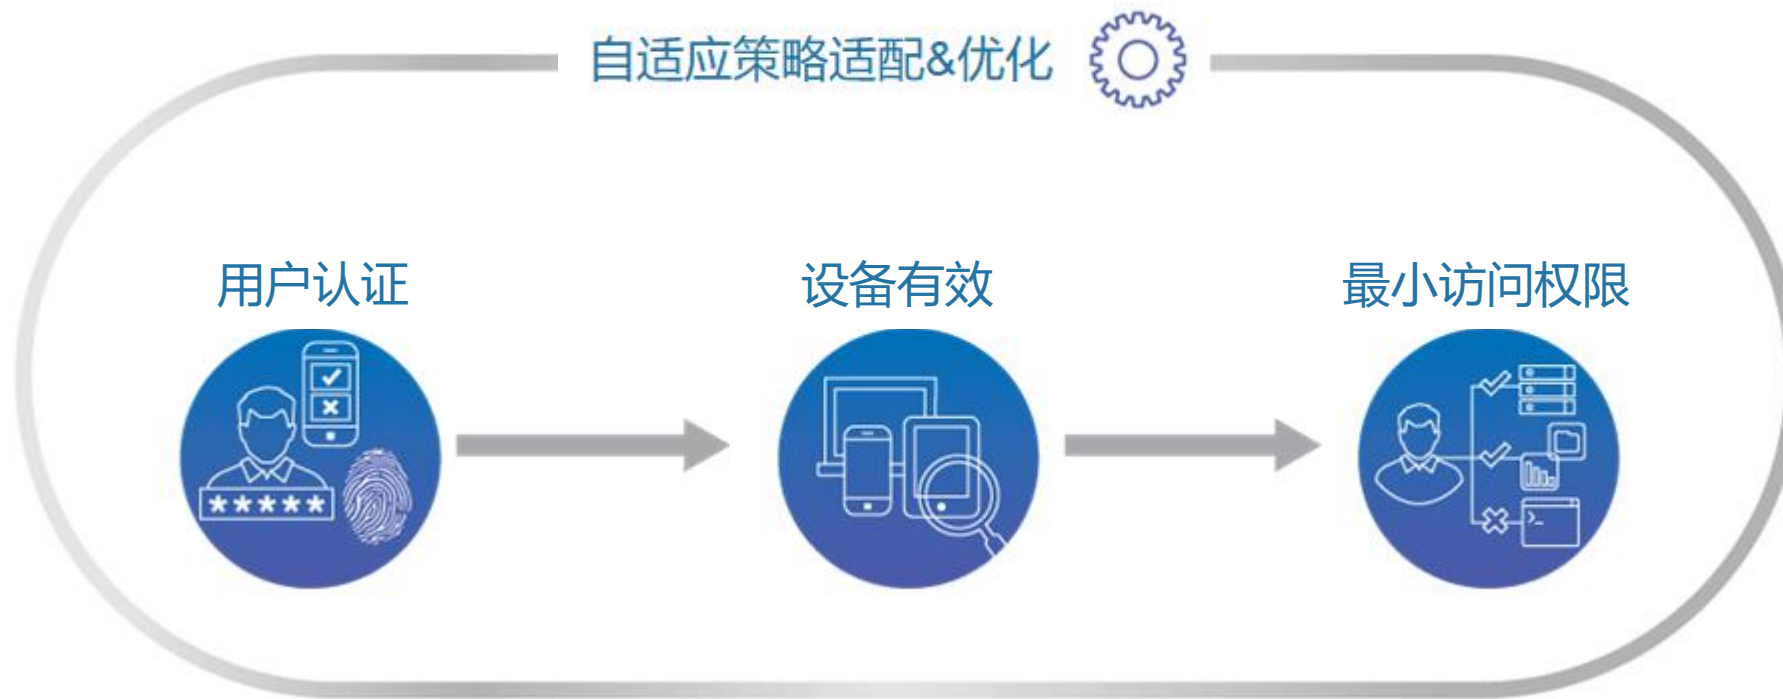 自适应策略适配&优化
用户认证
设备有效
最小访问权限
*****
>_